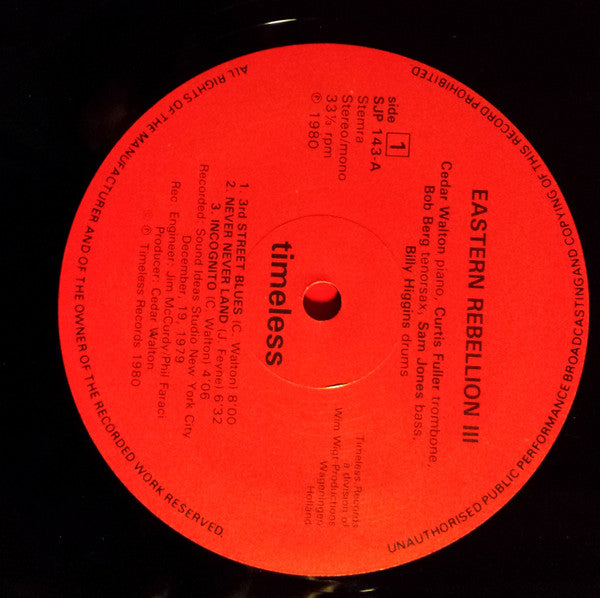 EASTERN REBELLION III
Cedar Walton piano, Curtis Fuller trombone,
Bob Berg tenorsax, Sam Jones bass,
Billy Higgins drums
side 1
SJP 143-A
Stemra
Stereo/mono
33⅓ rpm
℗ 1980
Timeless Records
a division of
Wim Wigt Productions
Wageningen
Holland
timeless
1. 3rd STREET BLUES (C. Walton) 8'00
2. NEVER NEVER LAND (J. Feyne) 6'32
3. INCOGNITO (C. Walton) 4'06
Recorded: Sound Ideas Studio New York City
December, 19, 1979
Rec. Engineer: Jim McCurdy/Phil Faraci
Producer: Cedar Walton
© ℗ Timeless Records 1980
ALL RIGHTS OF THE MANUFACTURER AND OF THE OWNER OF THE RECORDED WORK RESERVED.
UNAUTHORISED PUBLIC PERFORMANCE BROADCASTING AND COPYING OF THIS RECORD PROHIBITED